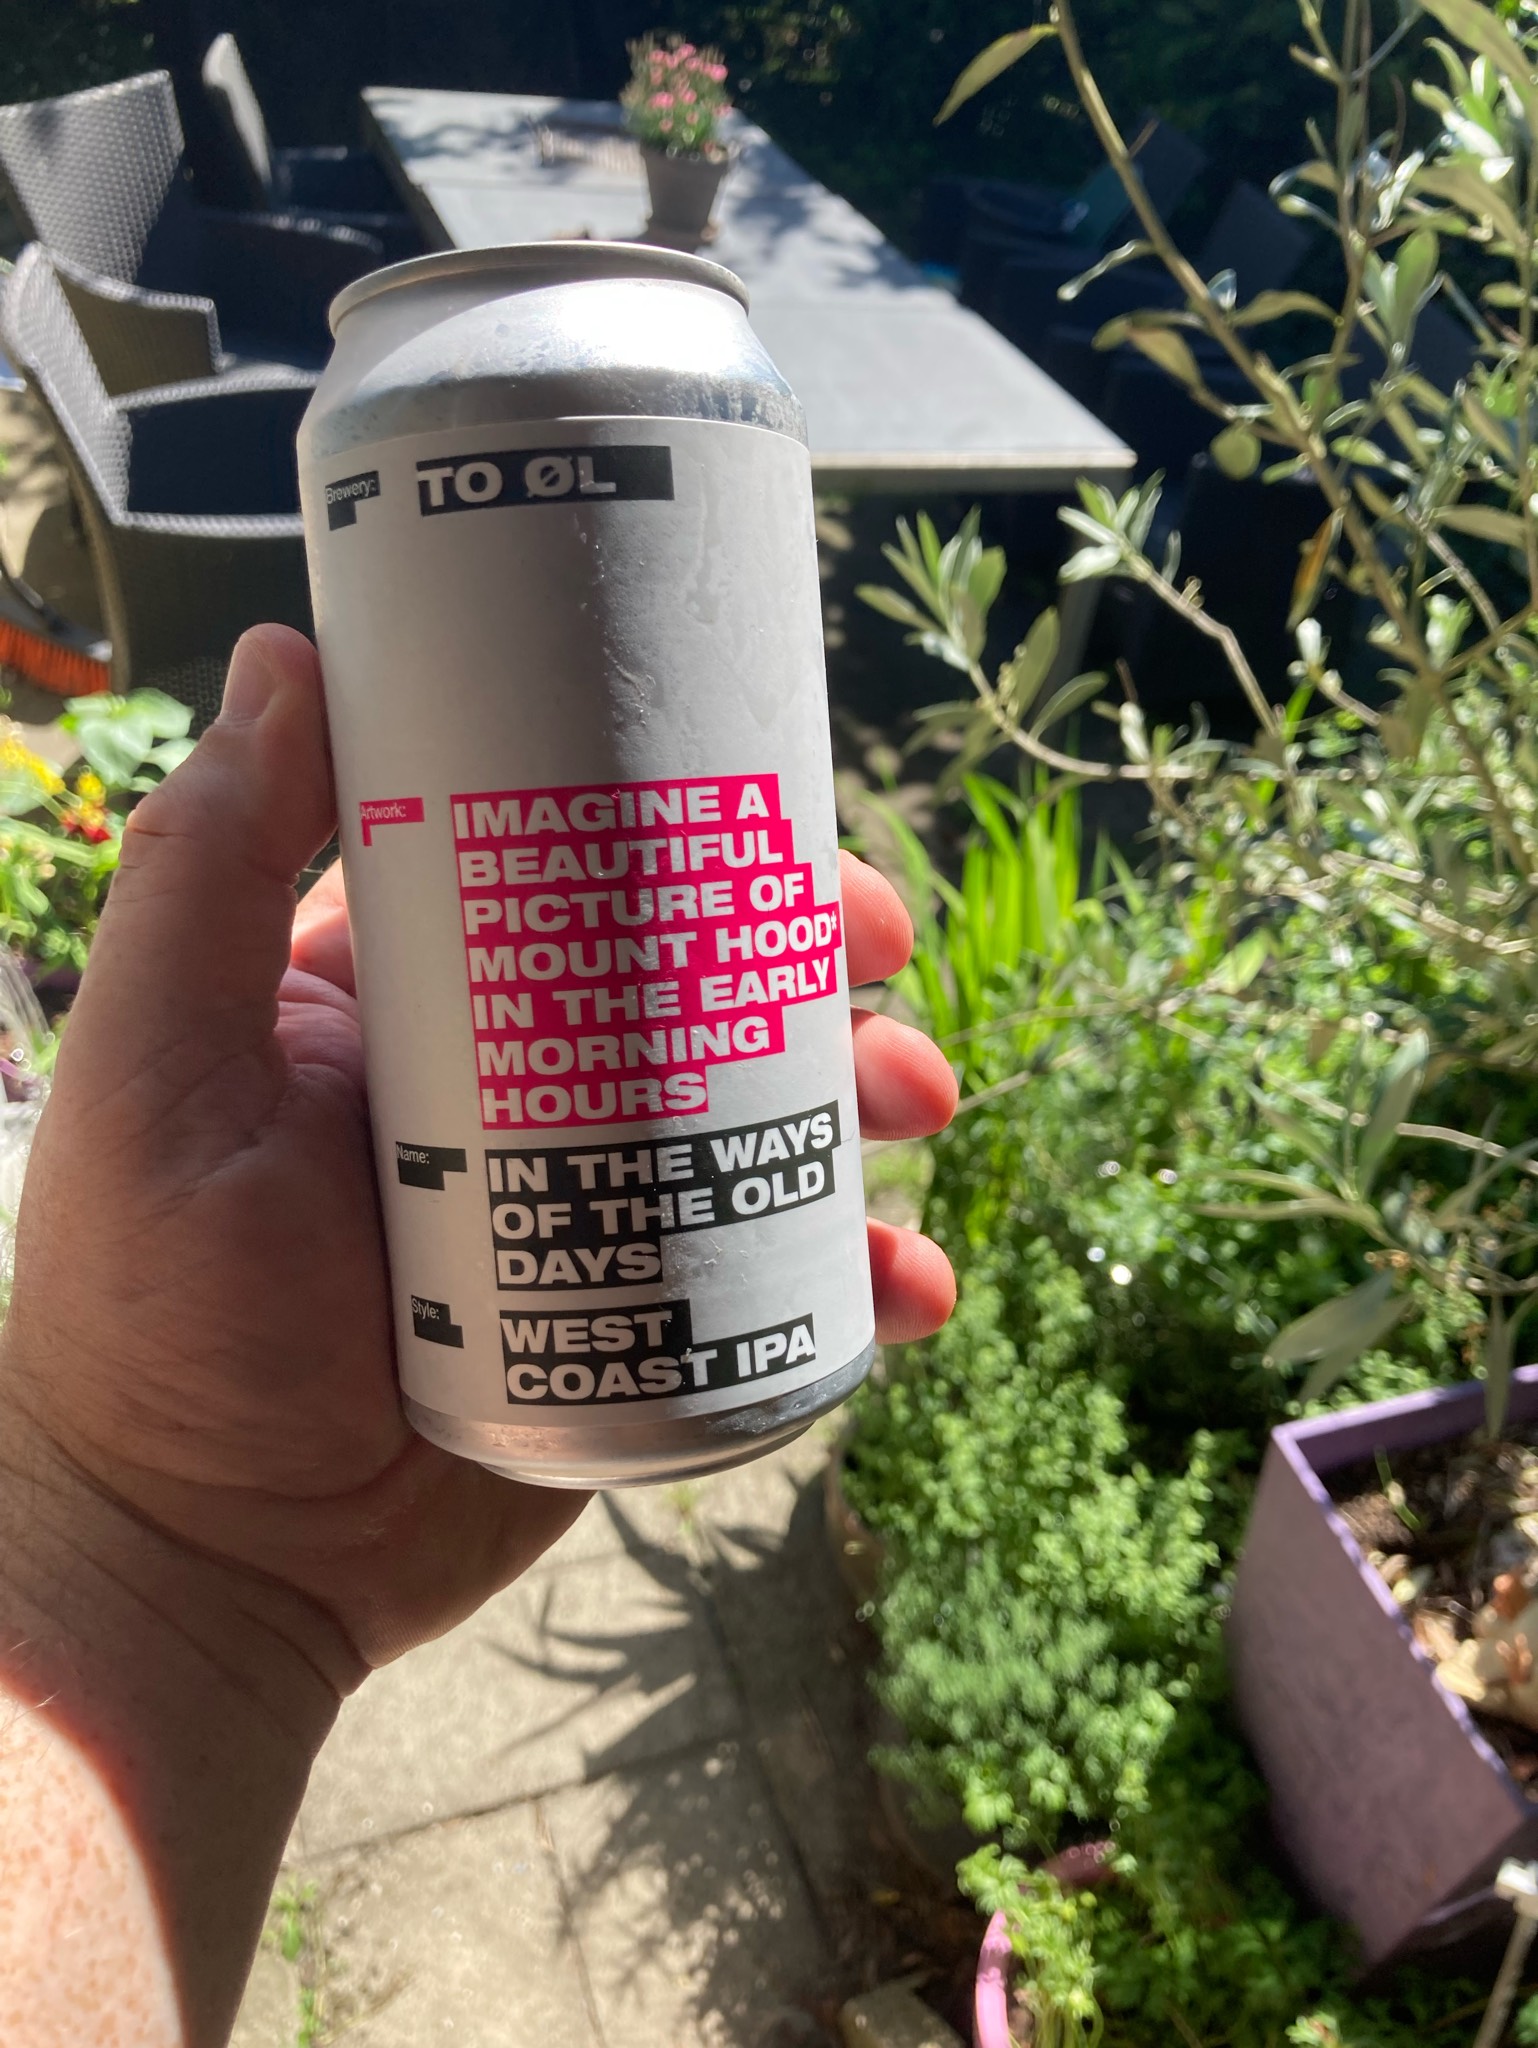 Brewery:
TO ØL
Artwork:
IMAGINE A
BEAUTIFUL
PICTURE OF
MOUNT HOOD*
IN THE EARLY
MORNING
HOURS
Name:
IN THE WAYS
OF THE OLD
DAYS
Style:
WEST
COAST IPA